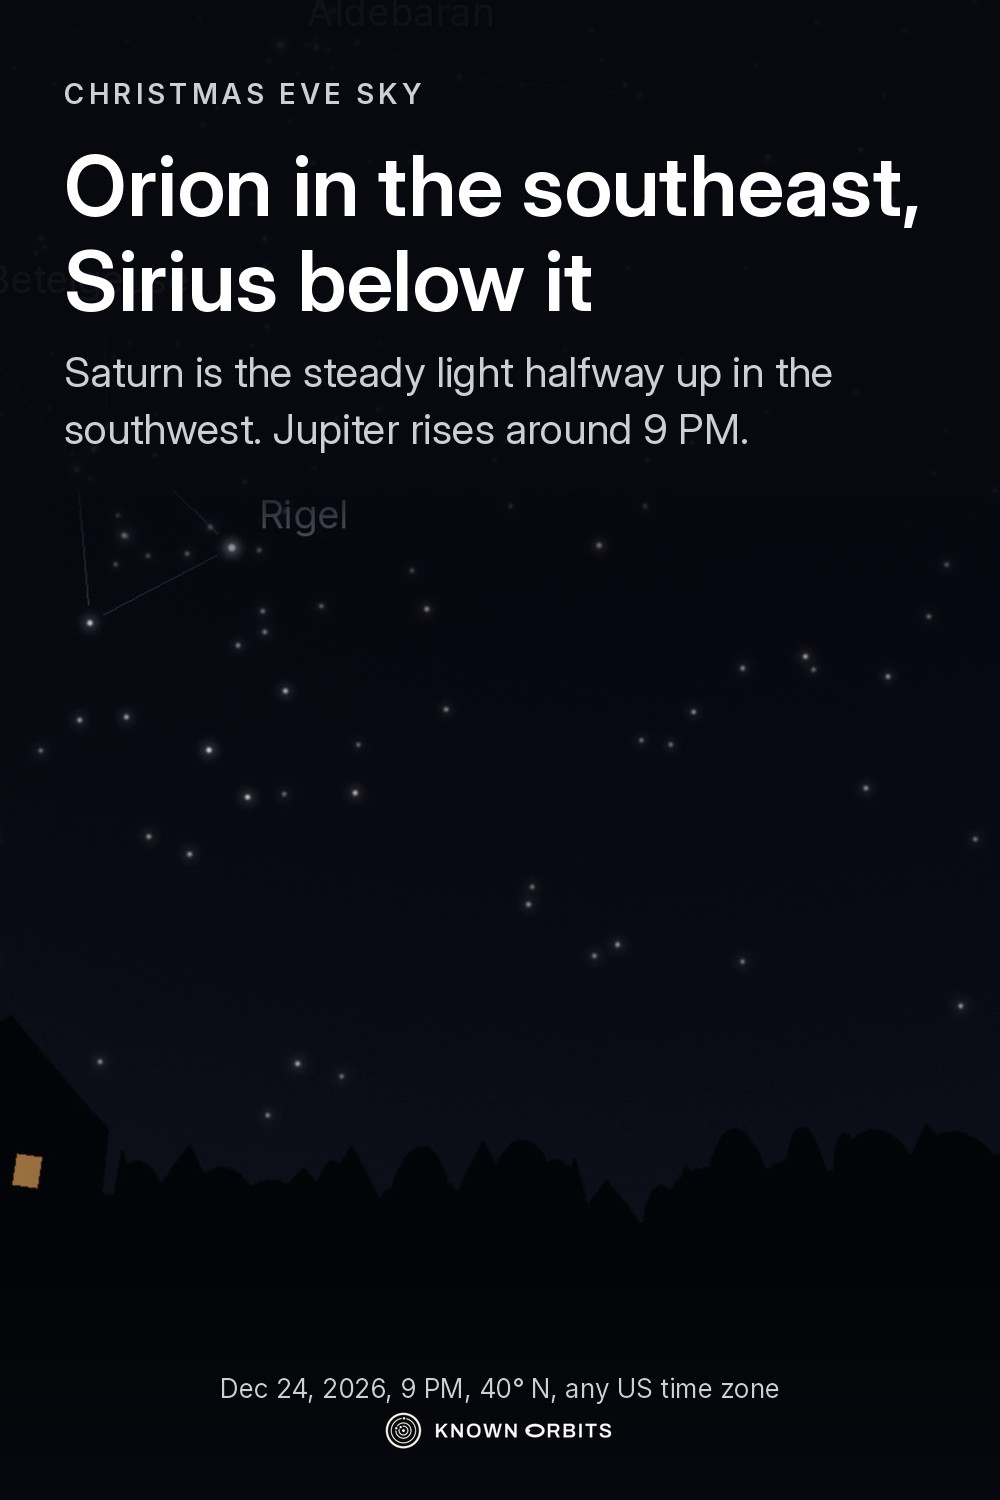 Aldebaran
CHRISTMAS EVE SKY
Orion in the southeast,
Sirius below it
Saturn is the steady light halfway up in the
southwest. Jupiter rises around 9 PM.
Rigel
Dec 24, 2026, 9 PM, 40° N, any US time zone
KNOWN ORBITS